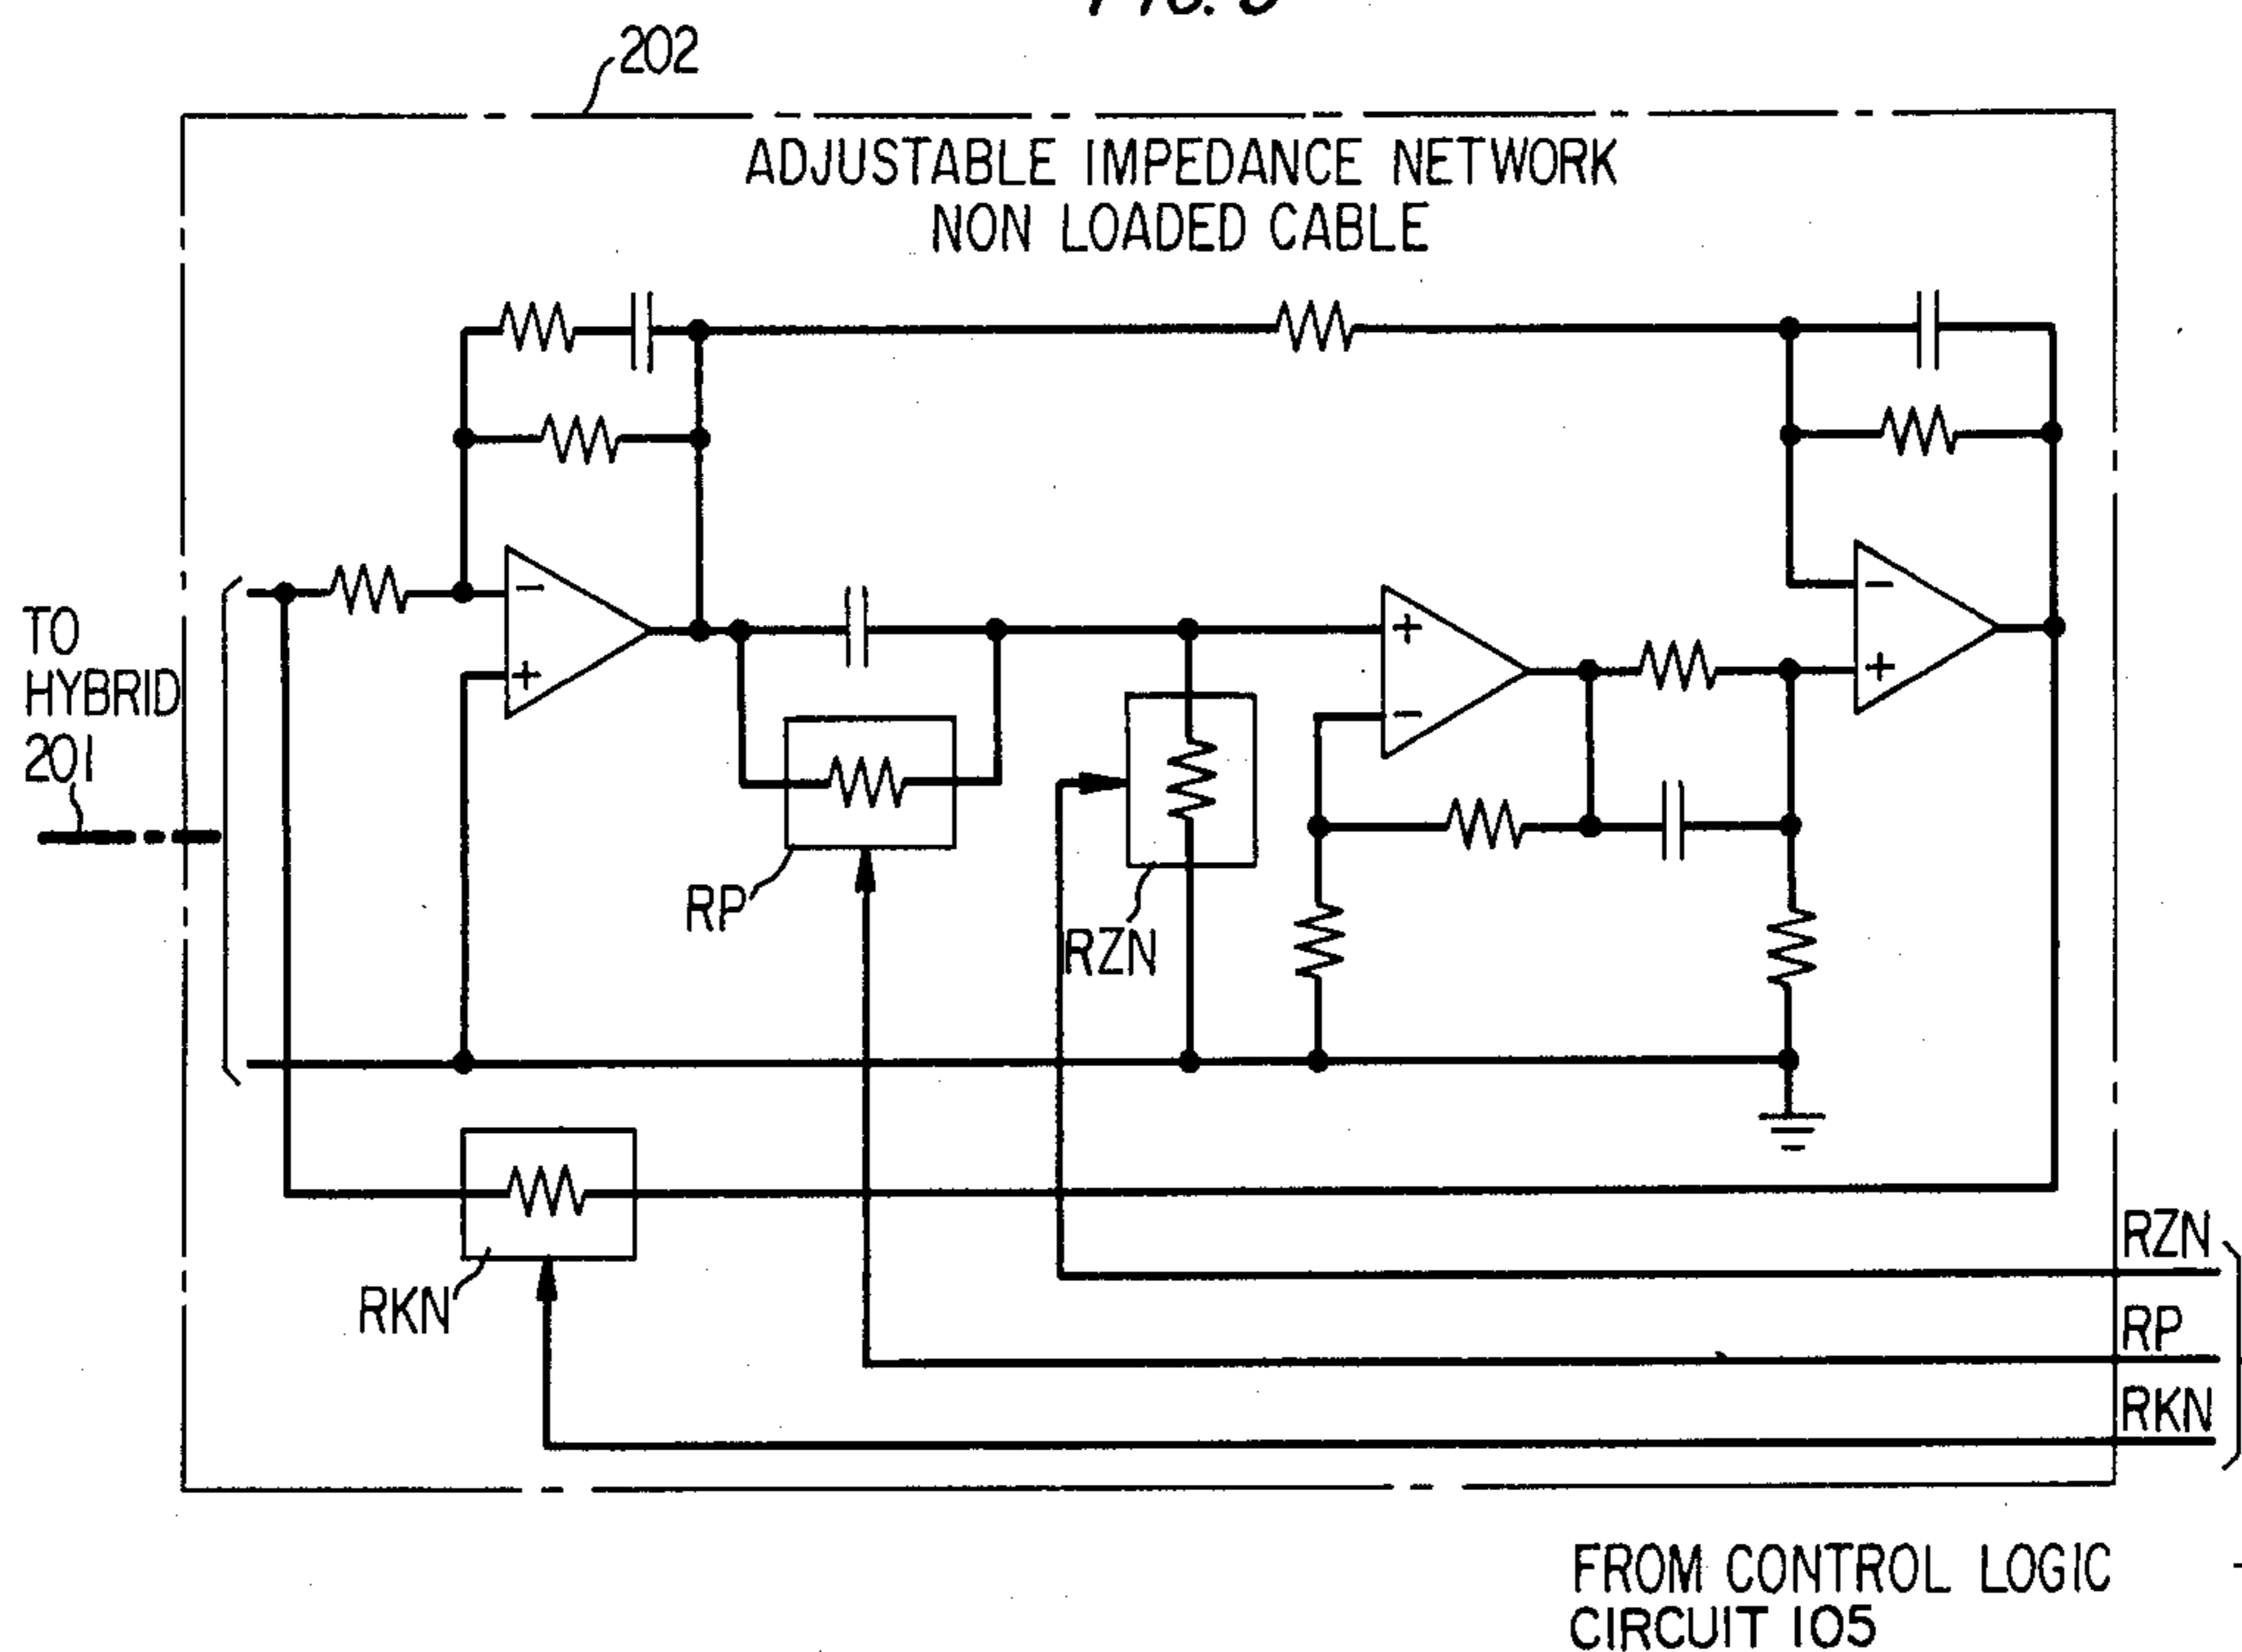 202
ADJUSTABLE IMPEDANCE NETWORK
NON LOADED CABLE
TO
HYBRID
201
−
+
+
−
−
+
RP
RZN
RKN
RZN
RP
RKN
FROM CONTROL LOGIC
CIRCUIT 105